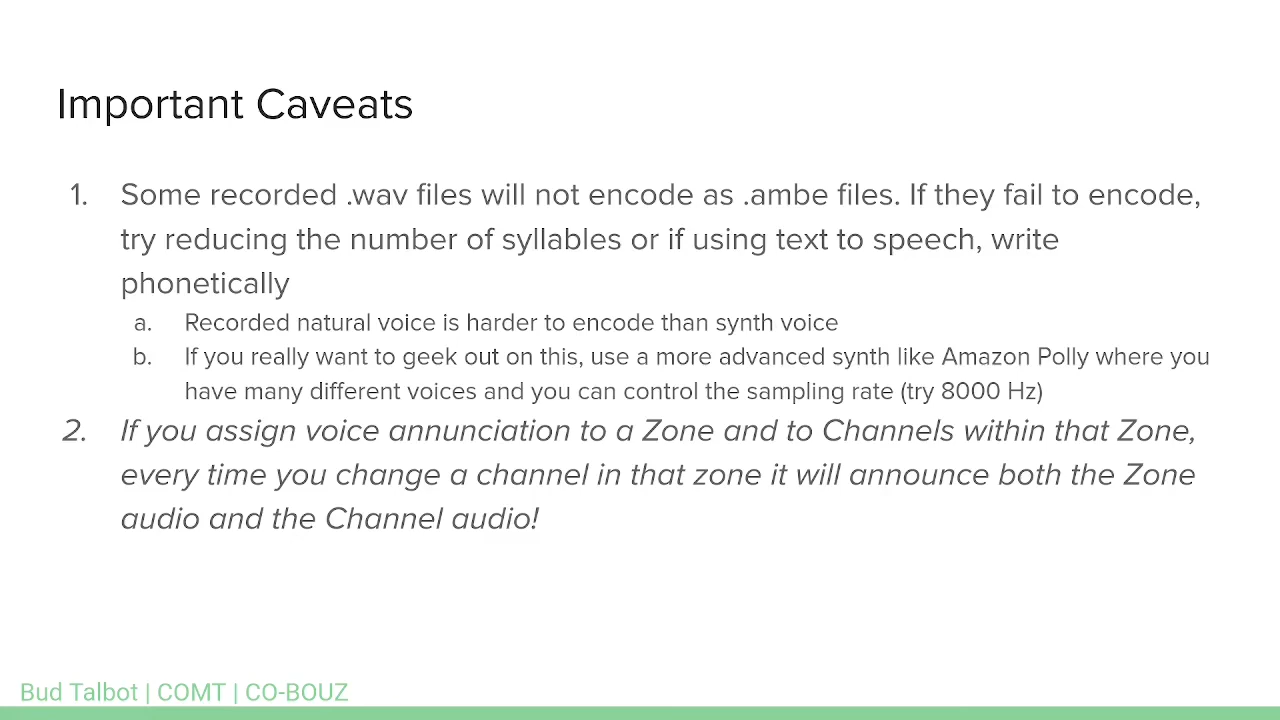 Important Caveats
1. Some recorded .wav files will not encode as .ambe files. If they fail to encode,
try reducing the number of syllables or if using text to speech, write
phonetically
a. Recorded natural voice is harder to encode than synth voice
b. If you really want to geek out on this, use a more advanced synth like Amazon Polly where you
have many different voices and you can control the sampling rate (try 8000 Hz)
2. If you assign voice annunciation to a Zone and to Channels within that Zone,
every time you change a channel in that zone it will announce both the Zone
audio and the Channel audio!
Bud Talbot | COMT | CO-BOUZ